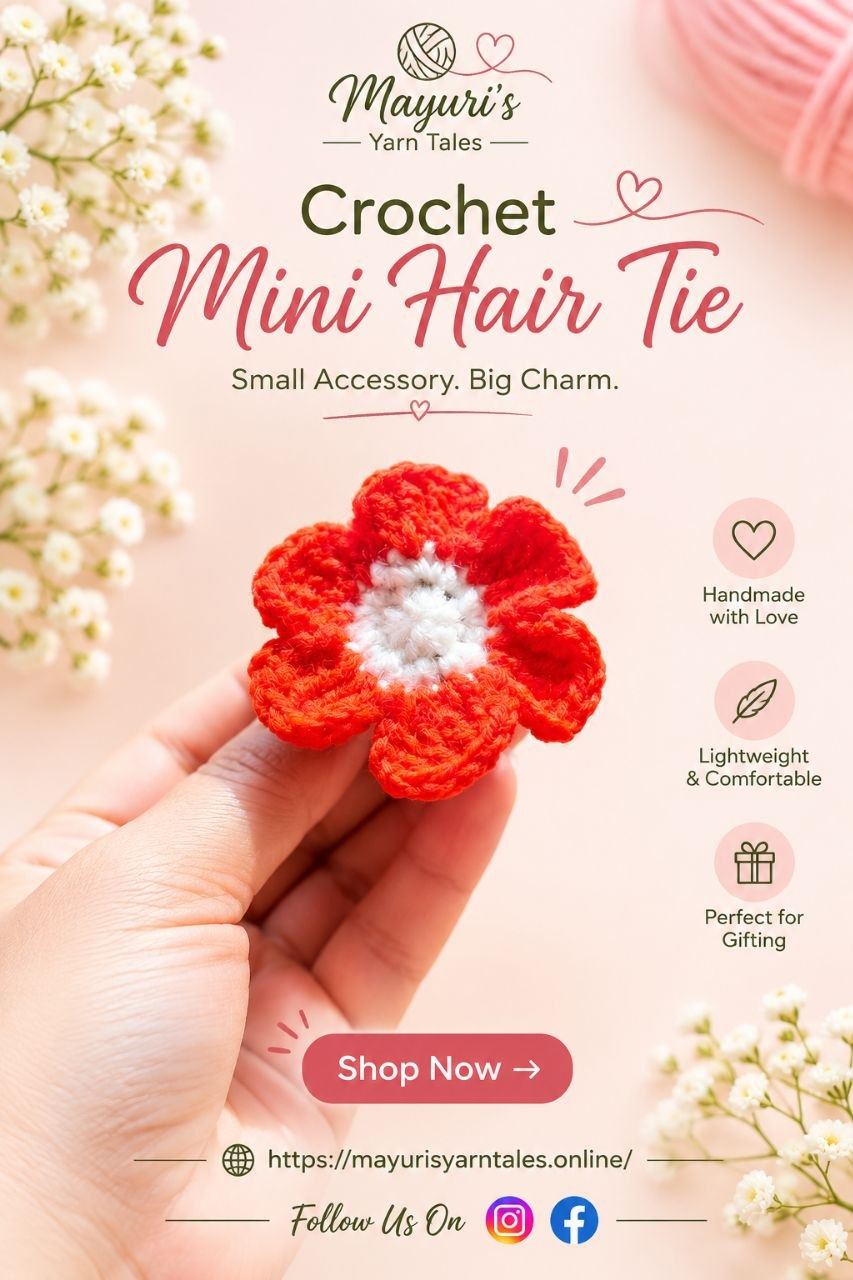 Mayuri's
Yarn Tales
Crochet
Mini Hair Tie
Small Accessory. Big Charm.
Handmade
with Love
Lightweight
& Comfortable
Perfect for
Gifting
Shop Now →
https://mayurisyarntales.online/
Follow Us On